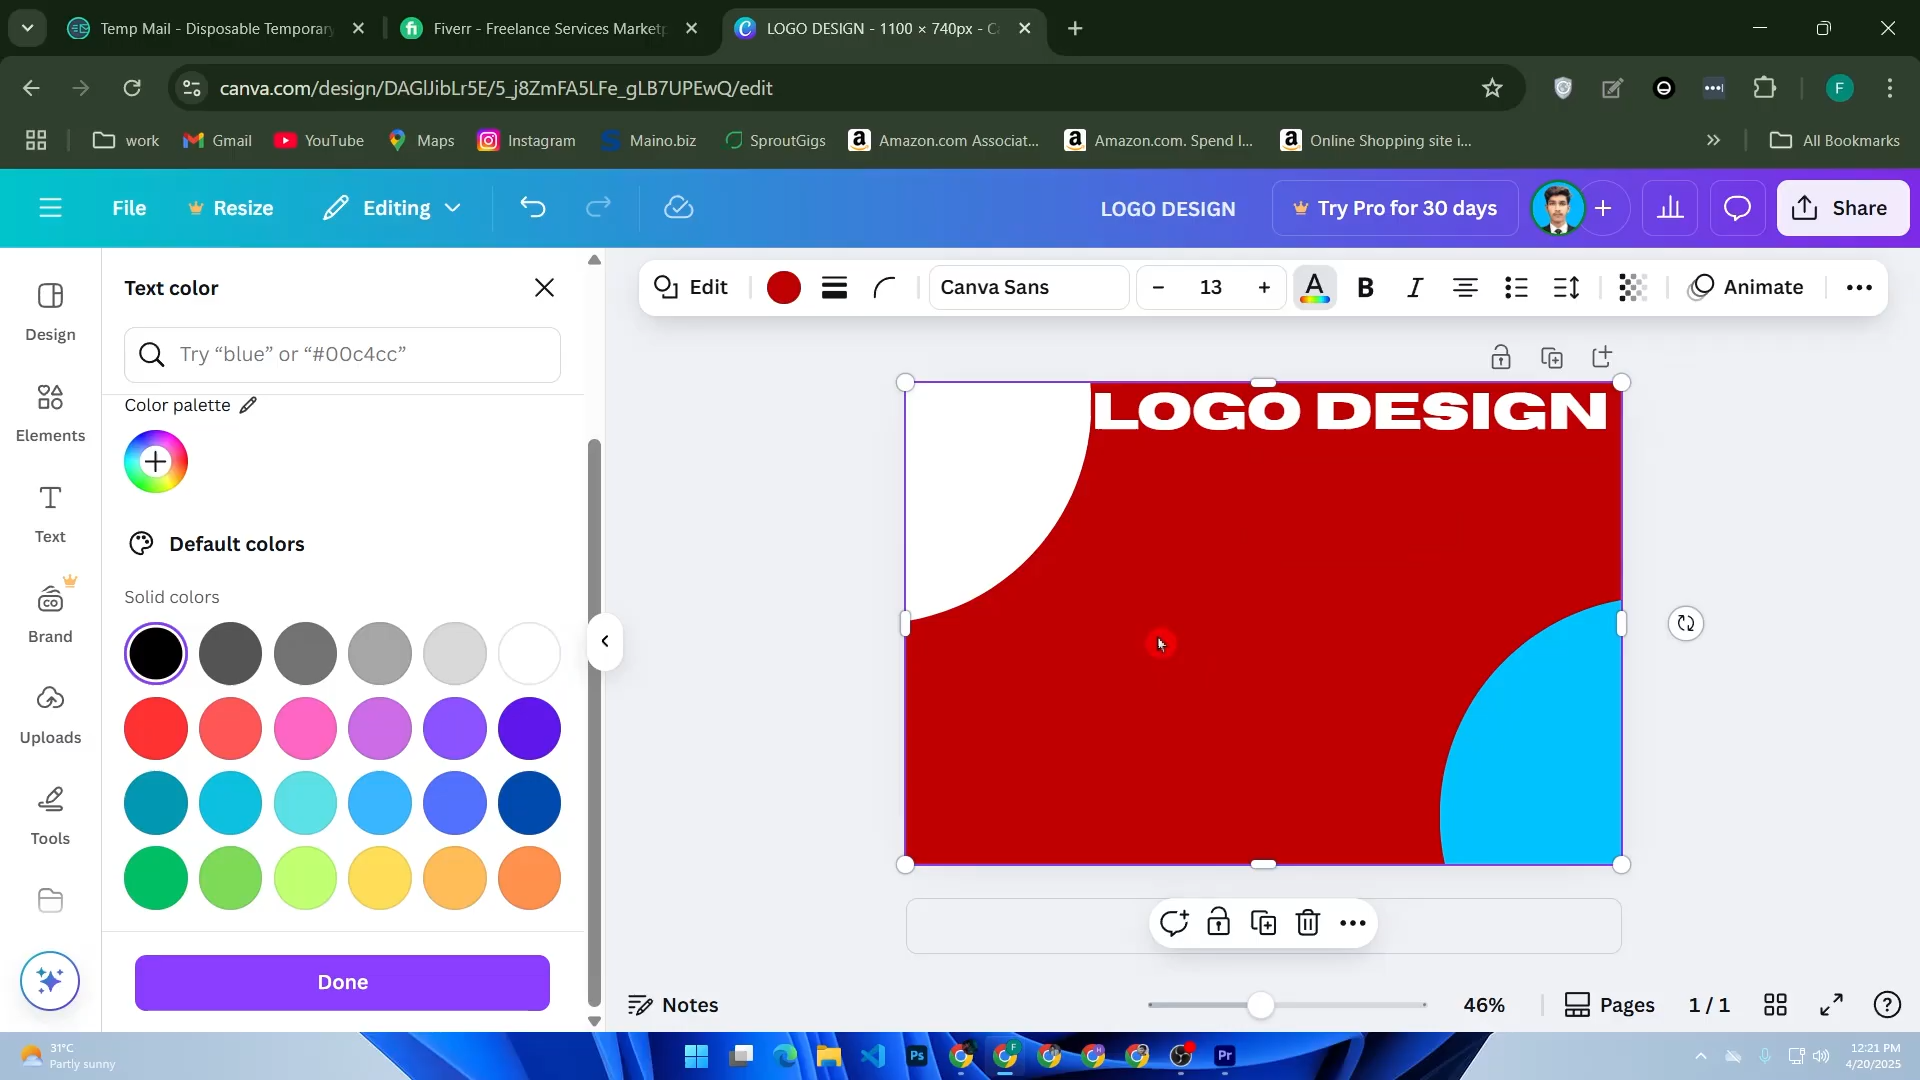 Temp Mail - Disposable Temporary
Fiverr - Freelance Services Marketp
LOGO DESIGN - 1100 × 740px - Ca
canva.com/design/DAGlJibLr5E/5_j8ZmFA5LFe_gLB7UPEwQ/edit
F
work
Gmail
YouTube
Maps
Instagram
Maino.biz
SproutGigs
Amazon.com Associat...
Amazon.com. Spend l...
Online Shopping site i...
All Bookmarks
File
Resize
Editing
LOGO DESIGN
Try Pro for 30 days
Share
Design
Elements
Text
Brand
Uploads
Tools
Text color
Try “blue” or “#00c4cc”
Color palette
Default colors
Solid colors
Done
Edit
Canva Sans
13
Animate
LOGO DESIGN
Notes
46%
Pages
1 / 1
31°C
Partly sunny
12:21 PM
4/20/2025